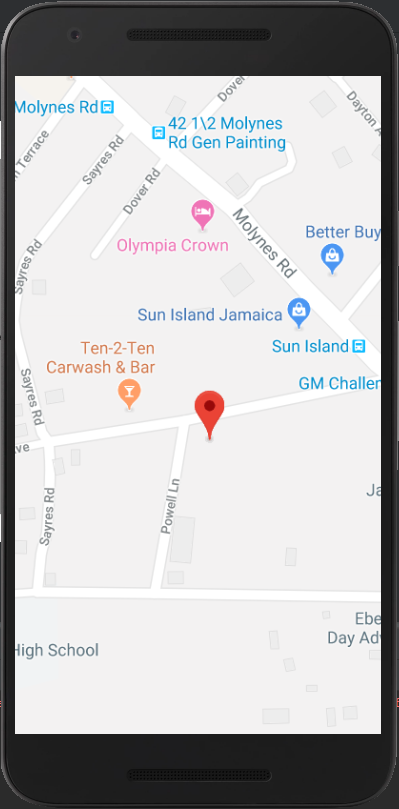 Molynes Rd
Dover
42 1\2 Molynes
Rd Gen Painting
Dayton A
n Terrace
Sayres Rd
Dover Rd
Molynes Rd
Olympia Crown
Better Buy
Sayres Rd
Sun Island Jamaica
Sun Island
Ten-2-Ten
Carwash & Bar
GM Challen
Sayres Rd
ve
Powell Ln
Ja
Sayres Rd
Ebe
Day Adv
High School